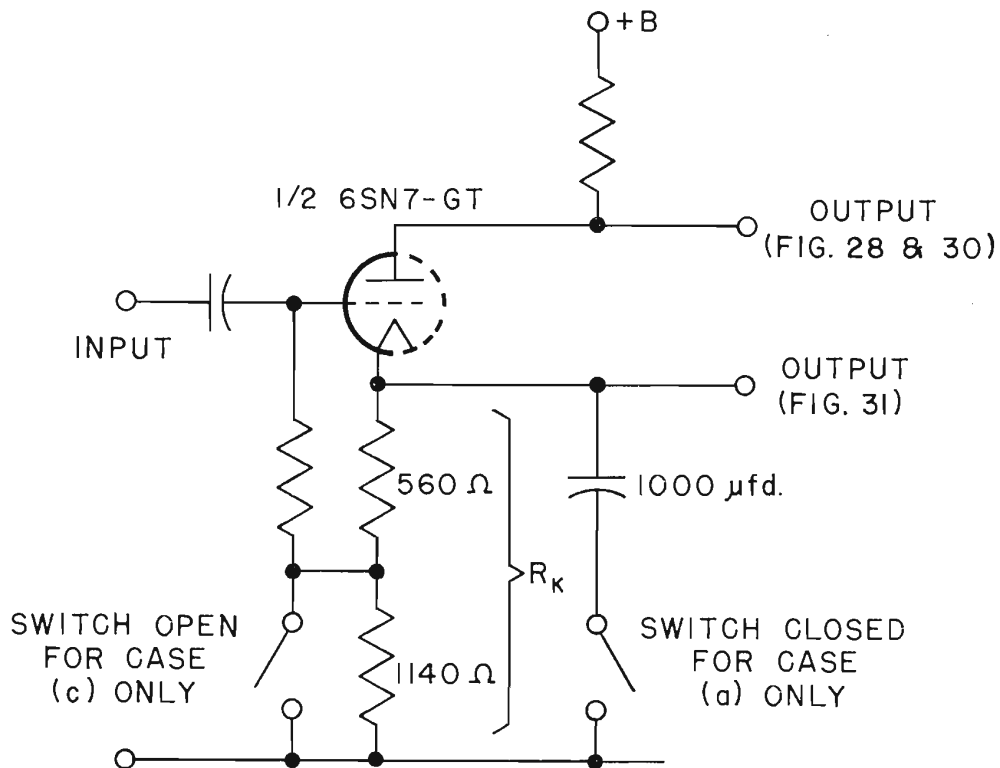 +B
1/2 6SN7-GT
OUTPUT
(FIG. 28 & 30)
INPUT
OUTPUT
(FIG. 31)
560 Ω
1000 μfd.
RK
SWITCH OPEN
FOR CASE
(c) ONLY
1140 Ω
SWITCH CLOSED
FOR CASE
(a) ONLY